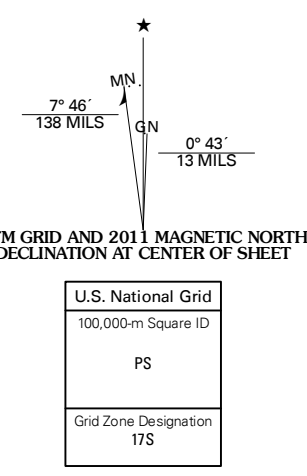 ★
MN
7° 46´
138 MILS
GN
0° 43´
13 MILS
GRID AND 2011 MAGNETIC NORTH
DECLINATION AT CENTER OF SHEET
U.S. National Grid
100,000-m Square ID
PS
Grid Zone Designation
17S